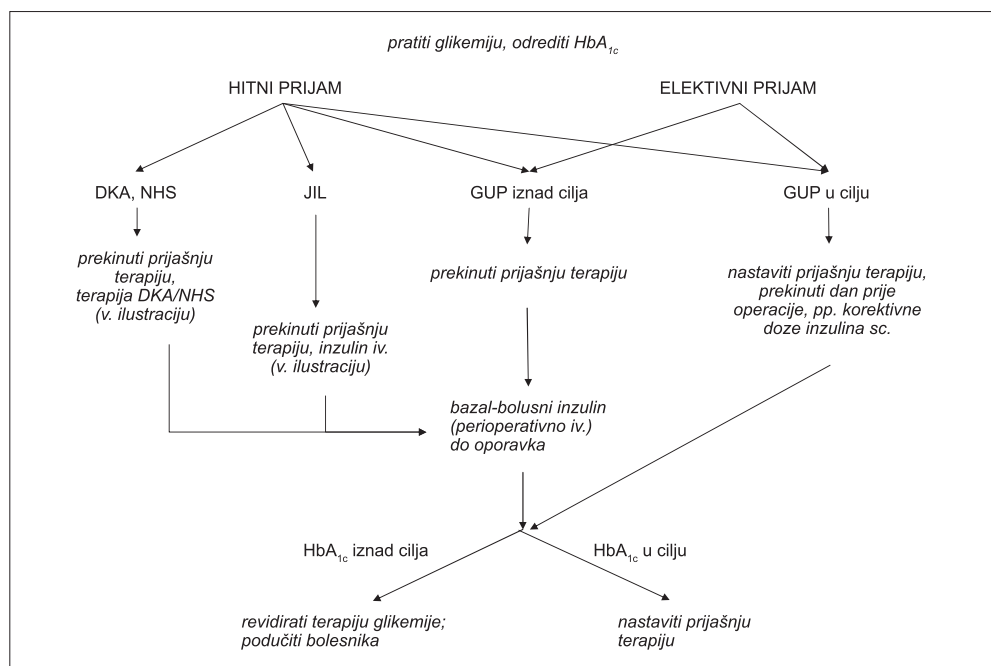 pratiti glikemiju, odrediti HbA1c
HITNI PRIJAM
ELEKTIVNI PRIJAM
DKA, NHS
JIL
GUP iznad cilja
GUP u cilju
prekinuti prijašnju
terapiju,
terapija DKA/NHS
(v. ilustraciju)
prekinuti prijašnju
terapiju, inzulin iv.
(v. ilustraciju)
prekinuti prijašnju terapiju
nastaviti prijašnju terapiju,
prekinuti dan prije
operacije, pp. korektivne
doze inzulina sc.
bazal-bolusni inzulin
(perioperativno iv.)
do oporavka
HbA1c iznad cilja
HbA1c u cilju
revidirati terapiju glikemije;
podučiti bolesnika
nastaviti prijašnju
terapiju